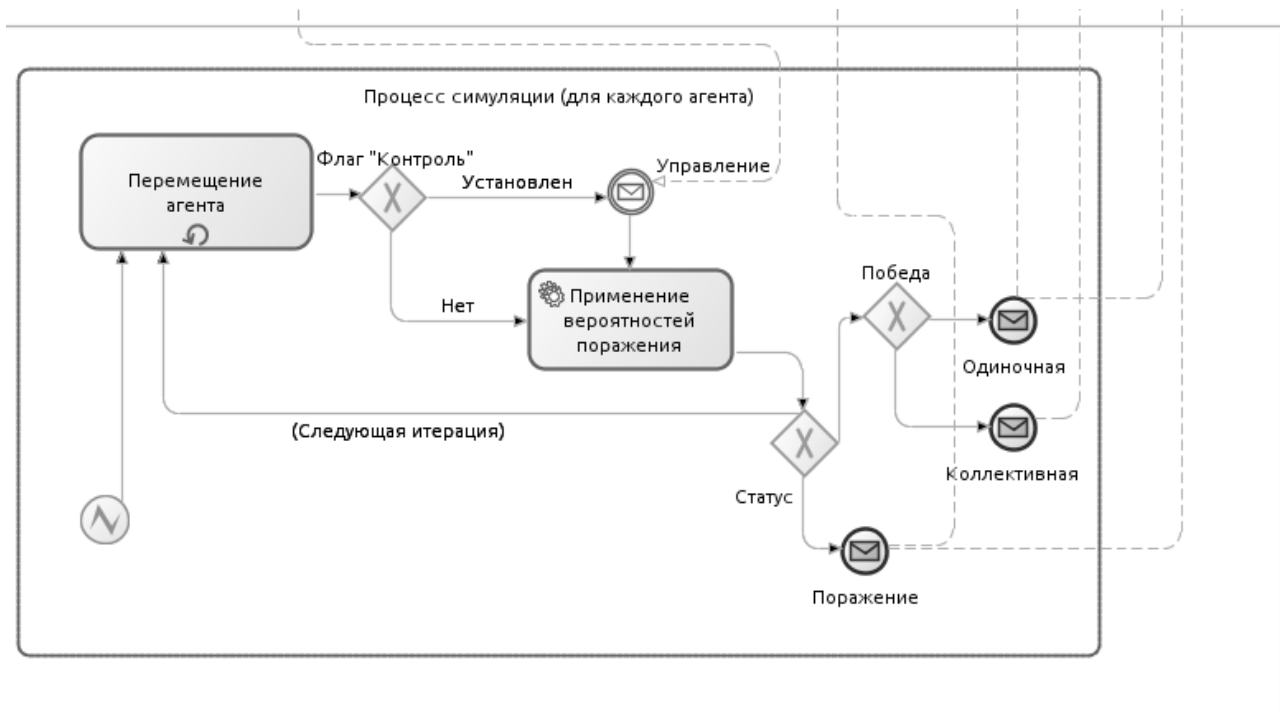 Процесс симуляции (для каждого агента)
Флаг "Контроль"
Управление
Перемещение
агента
Установлен
Победа
Нет
Применение
вероятностей
поражения
Одиночная
(Следующая итерация)
Коллективная
Статус
Поражение